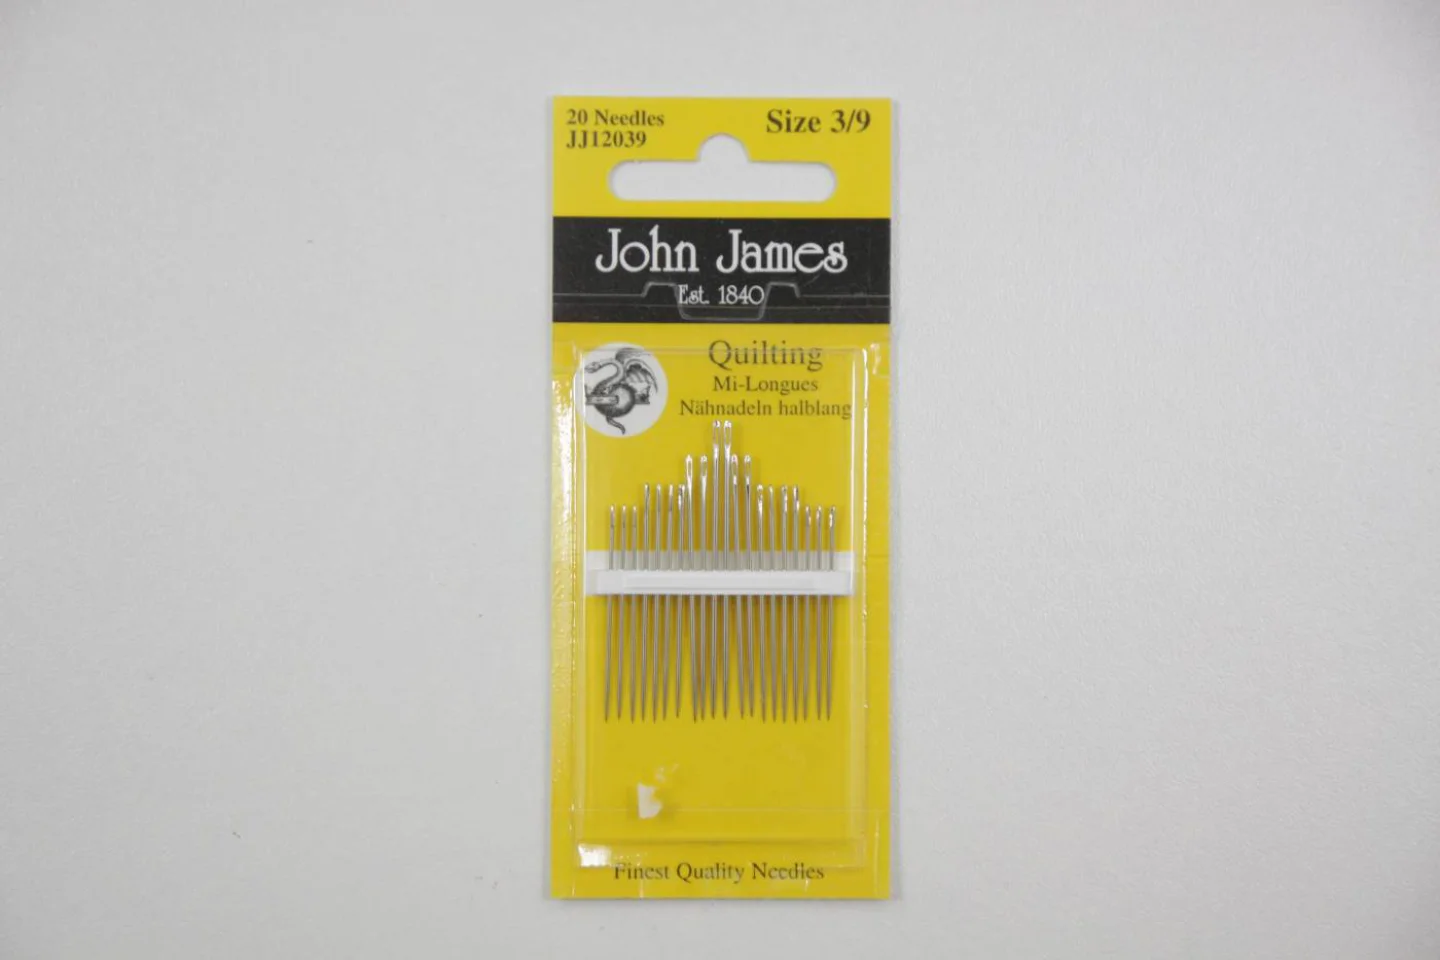 20 Needles
JJ12039
Size 3/9
John James
Est. 1840
Quilting
Mi-Longues
Nähnadeln halblang
Finest Quality Needles